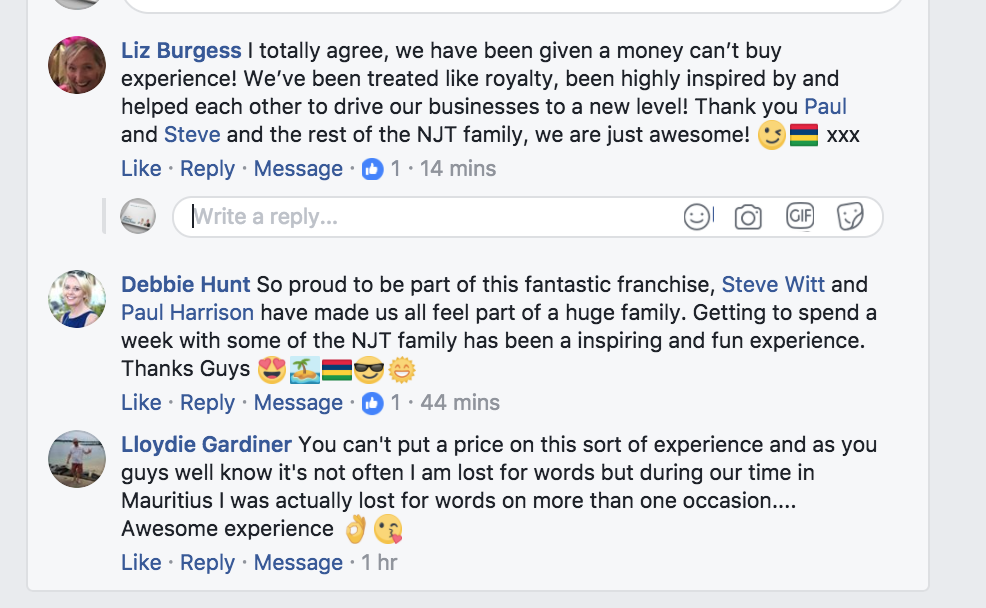 Liz Burgess I totally agree, we have been given a money can’t buy
experience! We’ve been treated like royalty, been highly inspired by and
helped each other to drive our businesses to a new level! Thank you Paul
and Steve and the rest of the NJT family, we are just awesome! 😉🇲🇺 xxx
Like · Reply · Message · 1 · 14 mins
Write a reply...
GIF
Debbie Hunt So proud to be part of this fantastic franchise, Steve Witt and
Paul Harrison have made us all feel part of a huge family. Getting to spend a
week with some of the NJT family has been a inspiring and fun experience.
Thanks Guys 😍🏝🇲🇺😎🌞
Like · Reply · Message · 1 · 44 mins
Lloydie Gardiner You can't put a price on this sort of experience and as you
guys well know it's not often I am lost for words but during our time in
Mauritius I was actually lost for words on more than one occasion....
Awesome experience 👌😘
Like · Reply · Message · 1 hr